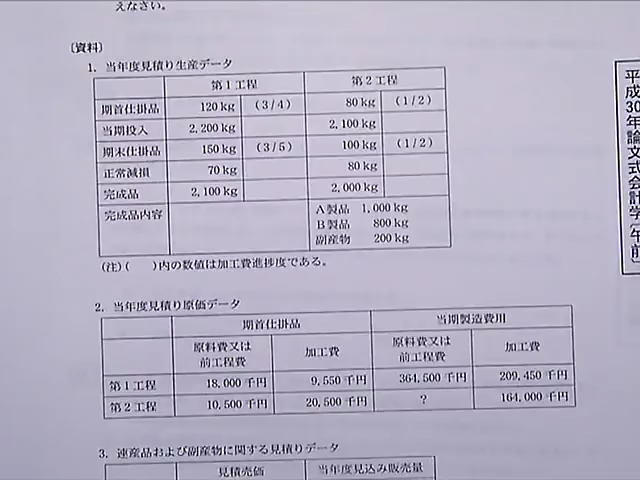 えなさい。
〔資料〕
1. 当年度見積り生産データ
第1工程 第2工程
期首仕掛品 120 kg (3/4) 80 kg (1/2)
当期投入 2,200 kg 2,100 kg
期末仕掛品 150 kg (3/5) 100 kg (1/2)
正常減損 70 kg 80 kg
完成品 2,100 kg 2,000 kg
完成品内容 A製品 1,000 kg
B製品 800 kg
副産物 200 kg
(注)( )内の数値は加工費進捗度である。
2. 当年度見積り原価データ
期首仕掛品 当期製造費用
原料費又は 加工費 原料費又は 加工費
前工程費 前工程費
第1工程 18,000 千円 9,550 千円 364,500 千円 209,450 千円
第2工程 10,500 千円 20,500 千円 ? 164,000 千円
3. 連産品および副産物に関する見積りデータ
見積売価 当年度見込み販売量
平成30年論文式会計学〔午前〕